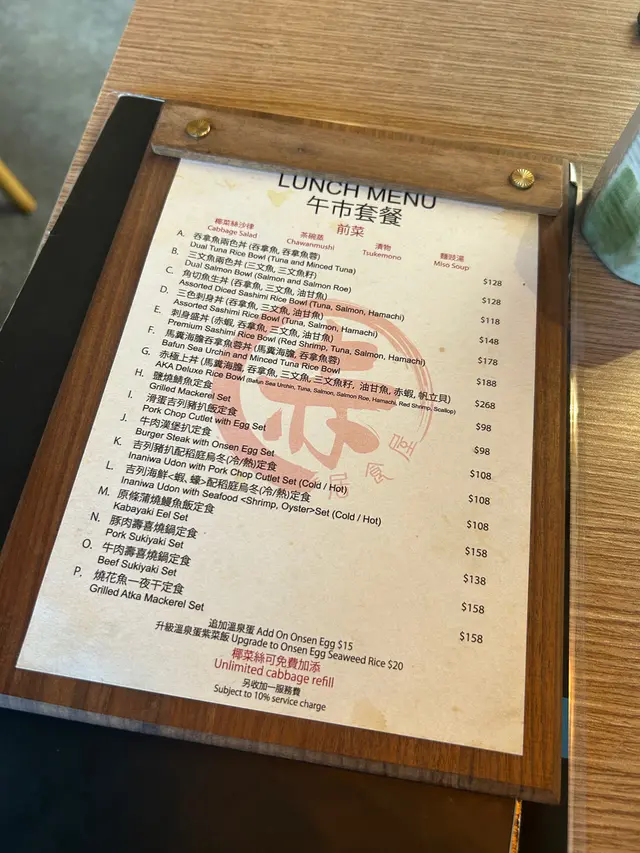 LUNCH MENU
午市套餐
前菜
椰菜絲沙律 茶碗蒸 漬物 麵豉湯
Cabbage Salad Chawanmushi Tsukemono Miso Soup
A. 吞拿魚兩色丼 (吞拿魚, 吞拿魚蓉) $128
Dual Tuna Rice Bowl (Tuna and Minced Tuna)
B. 三文魚兩色丼 (三文魚, 三文魚籽) $128
Dual Salmon Bowl (Salmon and Salmon Roe)
C. 角切魚生丼 (吞拿魚, 三文魚, 油甘魚) $118
Assorted Diced Sashimi Rice Bowl (Tuna, Salmon, Hamachi)
D. 三色刺身丼 (吞拿魚, 三文魚, 油甘魚) $148
Assorted Sashimi Rice Bowl (Tuna, Salmon, Hamachi)
E. 刺身盛丼 (赤蝦, 吞拿魚, 三文魚, 油甘魚) $178
Premium Sashimi Rice Bowl (Red Shrimp, Tuna, Salmon, Hamachi)
F. 馬糞海膽吞拿魚蓉丼 (馬糞海膽, 吞拿魚蓉) $188
Bafun Sea Urchin and Minced Tuna Rice Bowl
G. 赤極上丼 (馬糞海膽, 吞拿魚, 三文魚, 三文魚籽, 油甘魚, 赤蝦, 帆立貝) $268
AKA Deluxe Rice Bowl (Bafun Sea Urchin, Tuna, Salmon, Salmon Roe, Hamachi, Red Shrimp, Scallop)
H. 鹽燒鯖魚定食 $98
Grilled Mackerel Set
I. 滑蛋吉列豬扒飯定食 $98
Pork Chop Cutlet with Egg Set
J. 牛肉漢堡扒定食 $108
Burger Steak with Onsen Egg Set
K. 吉列豬扒配稻庭烏冬(冷/熱)定食 $108
Inaniwa Udon with Pork Chop Cutlet Set (Cold / Hot)
L. 吉列海鮮<蝦, 蠔>配稻庭烏冬(冷/熱)定食 $108
Inaniwa Udon with Seafood <Shrimp, Oyster>Set (Cold / Hot)
M. 原條蒲燒鰻魚飯定食 $158
Kabayaki Eel Set
N. 豚肉壽喜燒鍋定食 $138
Pork Sukiyaki Set
O. 牛肉壽喜燒鍋定食 $158
Beef Sukiyaki Set
P. 燒花魚一夜干定食 $158
Grilled Atka Mackerel Set
追加溫泉蛋 Add On Onsen Egg $15
升級溫泉蛋紫菜飯 Upgrade to Onsen Egg Seaweed Rice $20
椰菜絲可免費加添
Unlimited cabbage refill
另收加一服務費
Subject to 10% service charge
赤
居食屋